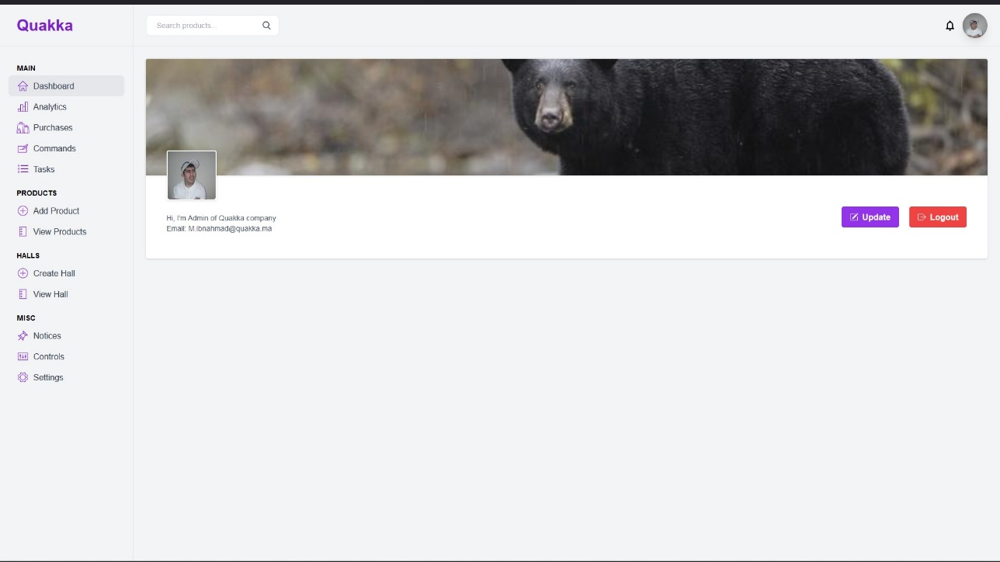 Quakka
Search products...
MAIN
Dashboard
Analytics
Purchases
Commands
Tasks
PRODUCTS
Add Product
View Products
HALLS
Create Hall
View Hall
MISC
Notices
Controls
Settings
Hi, I'm Admin of Quakka company
Email: M.ibnahmad@quakka.ma
Update
Logout